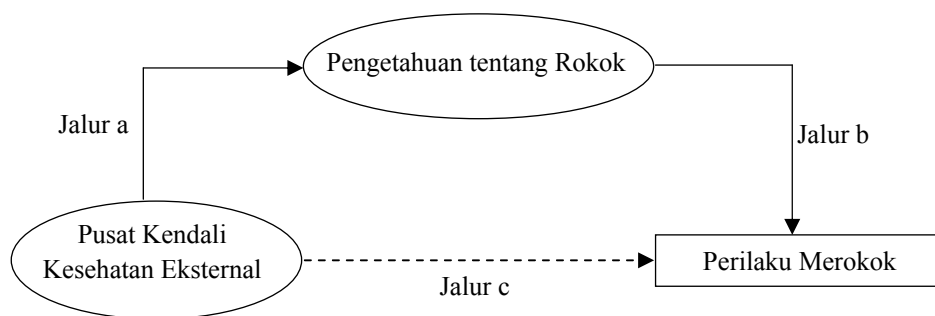 Pengetahuan tentang Rokok
Jalur a
Jalur b
Pusat Kendali
Kesehatan Eksternal
Perilaku Merokok
Jalur c